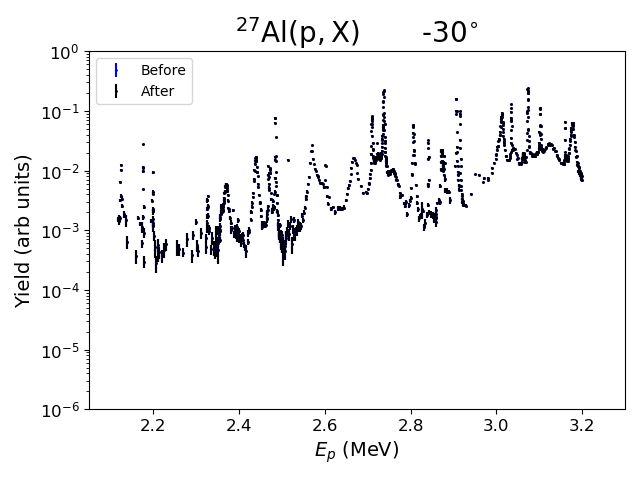 ²⁷Al(p, X) -30°
Before
After
Yield (arb units)
10⁰
10⁻¹
10⁻²
10⁻³
10⁻⁴
10⁻⁵
10⁻⁶
2.2 2.4 2.6 2.8 3.0 3.2
Eₚ (MeV)